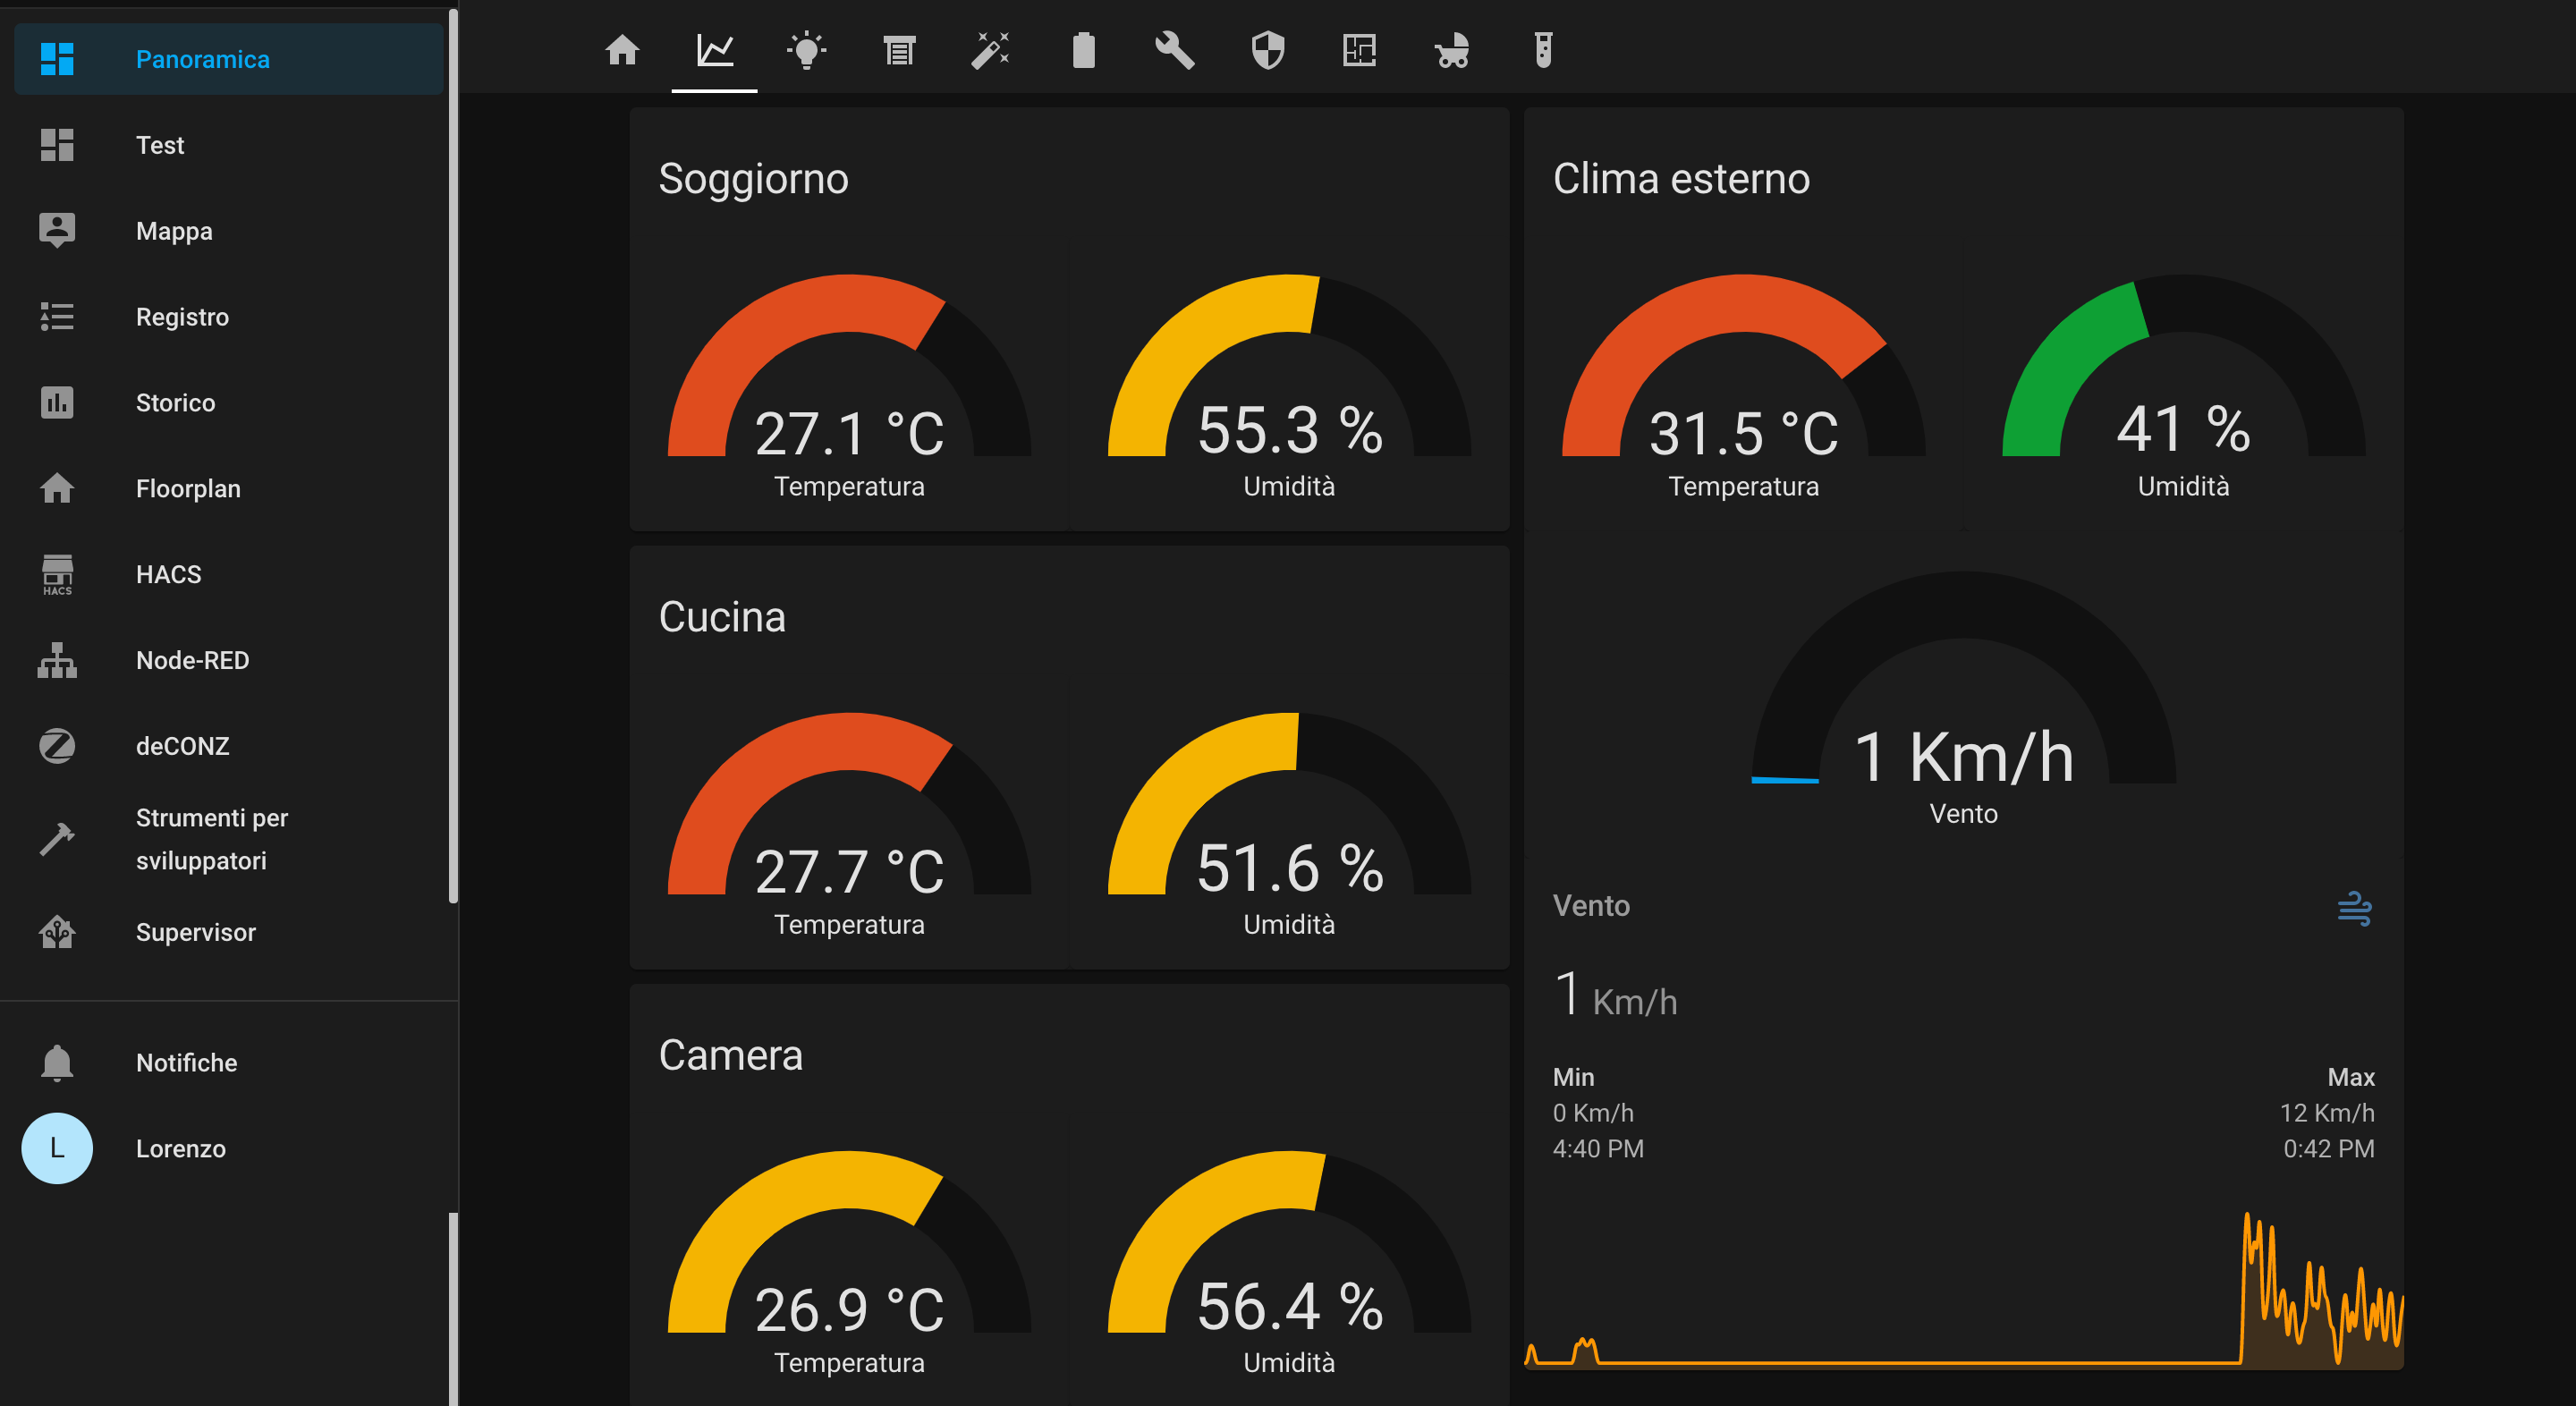 Panoramica
Test
Mappa
Registro
Storico
Floorplan
HACS
HACS
Node-RED
deCONZ
Strumenti per
sviluppatori
Supervisor
Notifiche
L
Lorenzo
Soggiorno
27.1 °C
Temperatura
55.3 %
Umidità
Cucina
27.7 °C
Temperatura
51.6 %
Umidità
Camera
26.9 °C
Temperatura
56.4 %
Umidità
Clima esterno
31.5 °C
Temperatura
41 %
Umidità
1 Km/h
Vento
Vento
1 Km/h
Min
0 Km/h
4:40 PM
Max
12 Km/h
0:42 PM